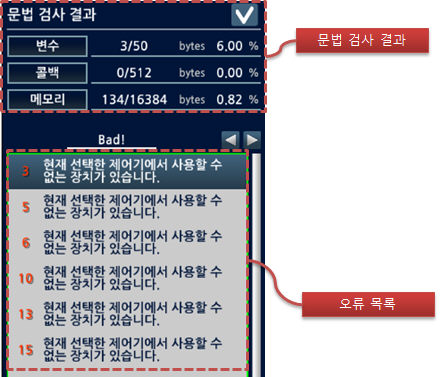 문법 검사 결과
변수 3/50 bytes 6,00 %
문법 검사 결과
콜백 0/512 bytes 0,00 %
메모리 134/16384 bytes 0,82 %
Bad!
3 현재 선택한 제어기에서 사용할 수
없는 장치가 있습니다.
5 현재 선택한 제어기에서 사용할 수
없는 장치가 있습니다.
6 현재 선택한 제어기에서 사용할 수
없는 장치가 있습니다.
10 현재 선택한 제어기에서 사용할 수
없는 장치가 있습니다.
오류 목록
13 현재 선택한 제어기에서 사용할 수
없는 장치가 있습니다.
15 현재 선택한 제어기에서 사용할 수
없는 장치가 있습니다.